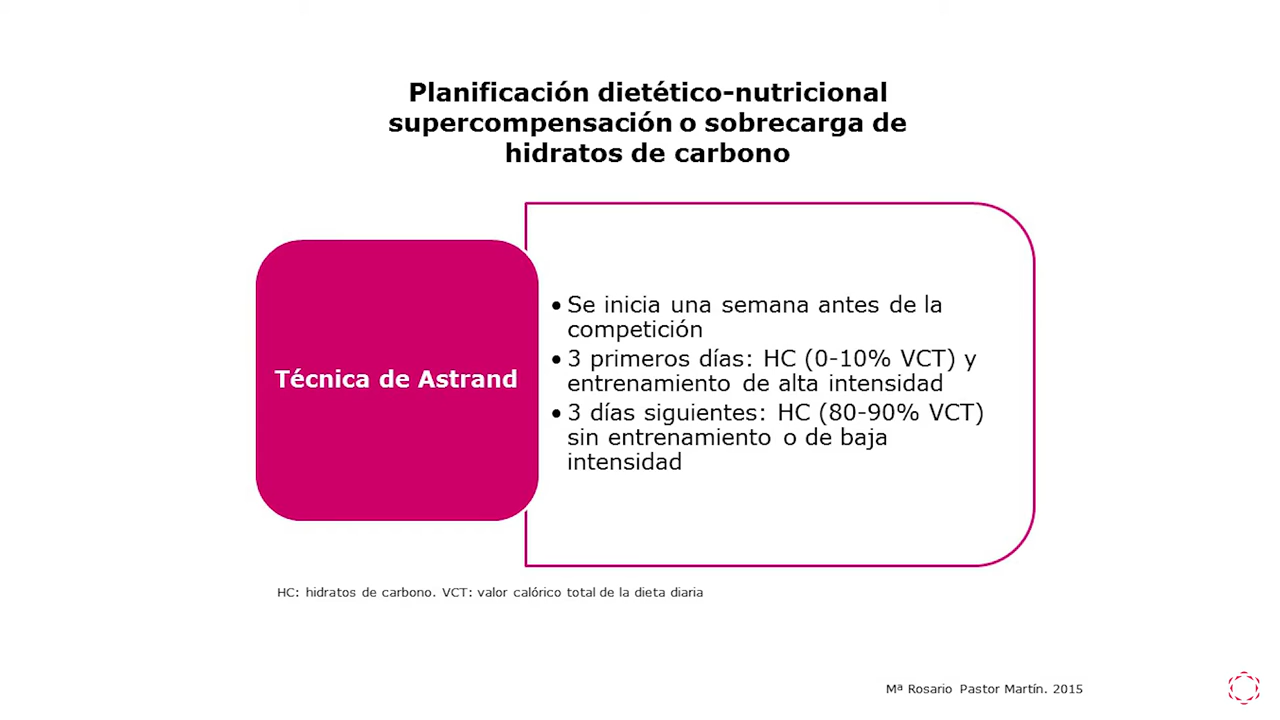 Planificación dietético-nutricional
supercompensación o sobrecarga de
hidratos de carbono
Técnica de Astrand
• Se inicia una semana antes de la
competición
• 3 primeros días: HC (0-10% VCT) y
entrenamiento de alta intensidad
• 3 días siguientes: HC (80-90% VCT)
sin entrenamiento o de baja
intensidad
HC: hidratos de carbono. VCT: valor calórico total de la dieta diaria
Mª Rosario Pastor Martín. 2015